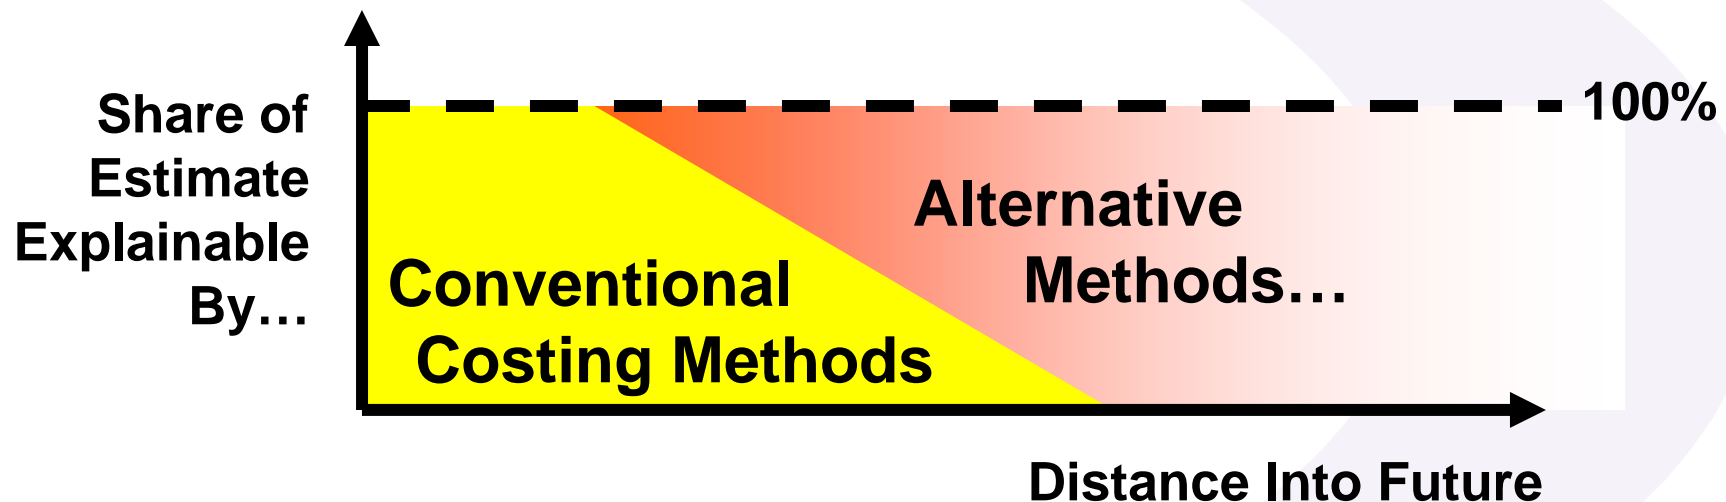 Share of
Estimate
Explainable
By…
100%
Alternative
Methods…
Conventional
Costing Methods
Distance Into Future